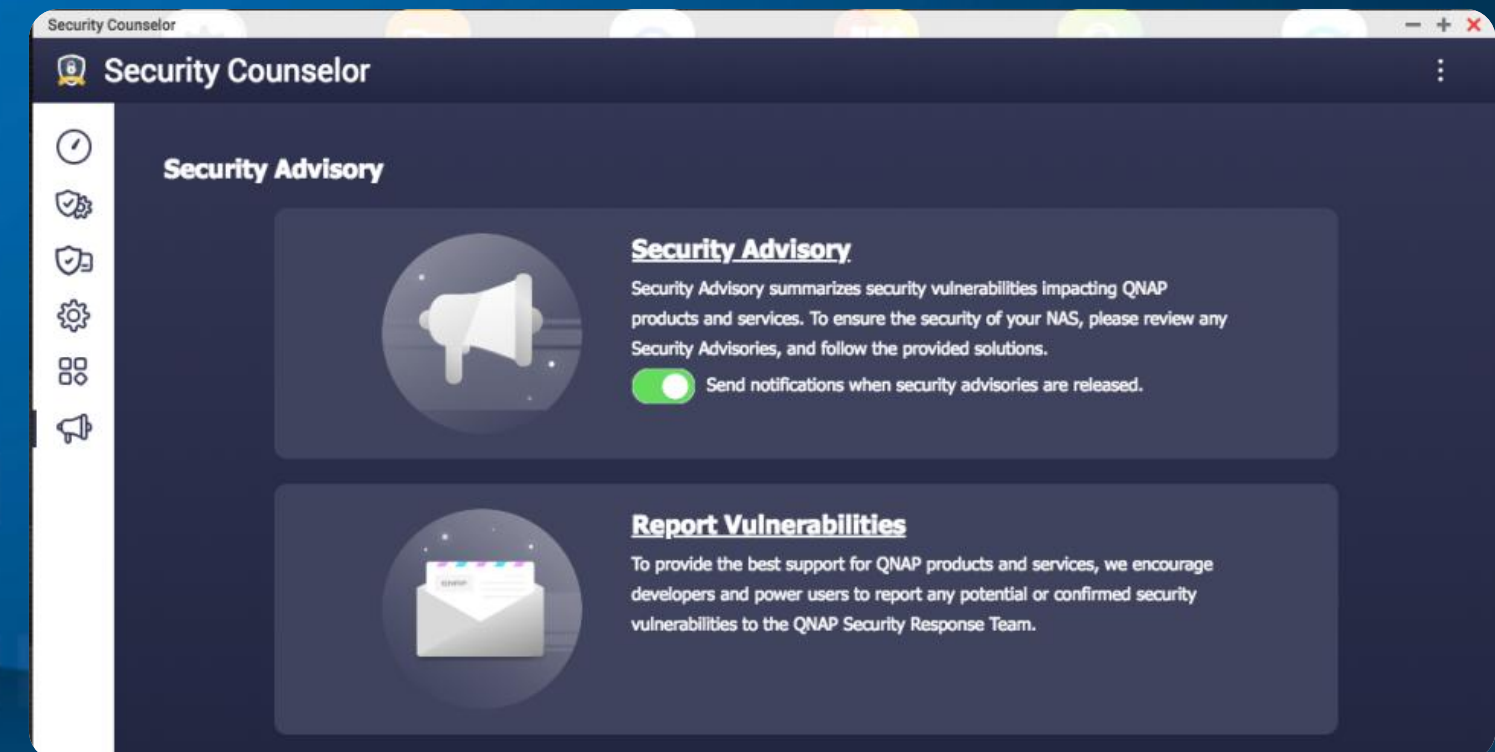 Security Counselor
Security Counselor
Security Advisory
Security Advisory
Security Advisory summarizes security vulnerabilities impacting QNAP
products and services. To ensure the security of your NAS, please review any
Security Advisories, and follow the provided solutions.
Send notifications when security advisories are released.
Report Vulnerabilities
To provide the best support for QNAP products and services, we encourage
developers and power users to report any potential or confirmed security
vulnerabilities to the QNAP Security Response Team.